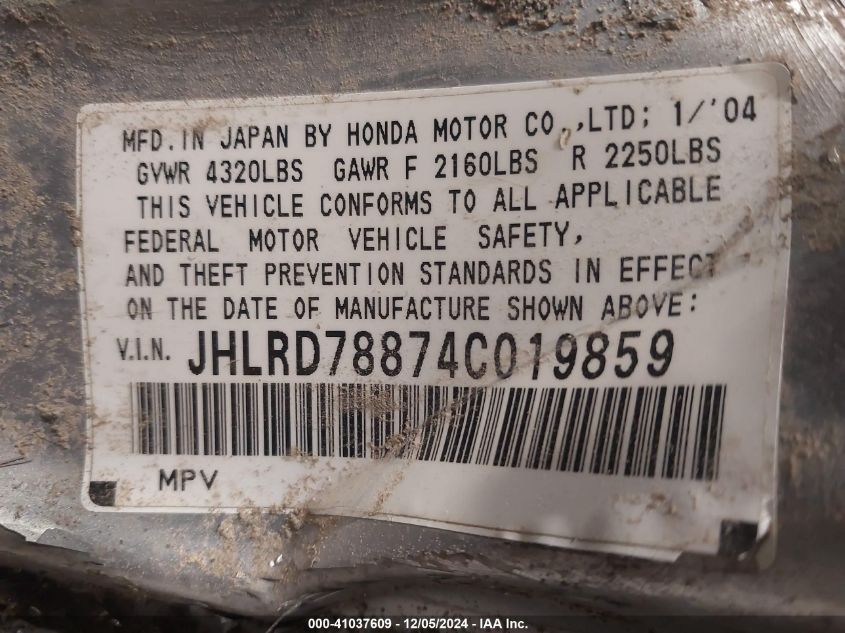 MFD.IN JAPAN BY HONDA MOTOR CO.,LTD; 1/'04
GVWR 4320LBS GAWR F 2160LBS R 2250LBS
THIS VEHICLE CONFORMS TO ALL APPLICABLE
FEDERAL MOTOR VEHICLE SAFETY,
AND THEFT PREVENTION STANDARDS IN EFFECT
ON THE DATE OF MANUFACTURE SHOWN ABOVE:
V.I.N. JHLRD78874C019859
MPV
000-41037609 - 12/05/2024 - IAA Inc.